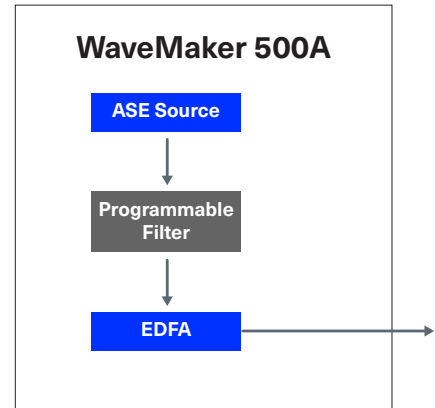 WaveMaker 500A
ASE Source
Programmable
Filter
EDFA